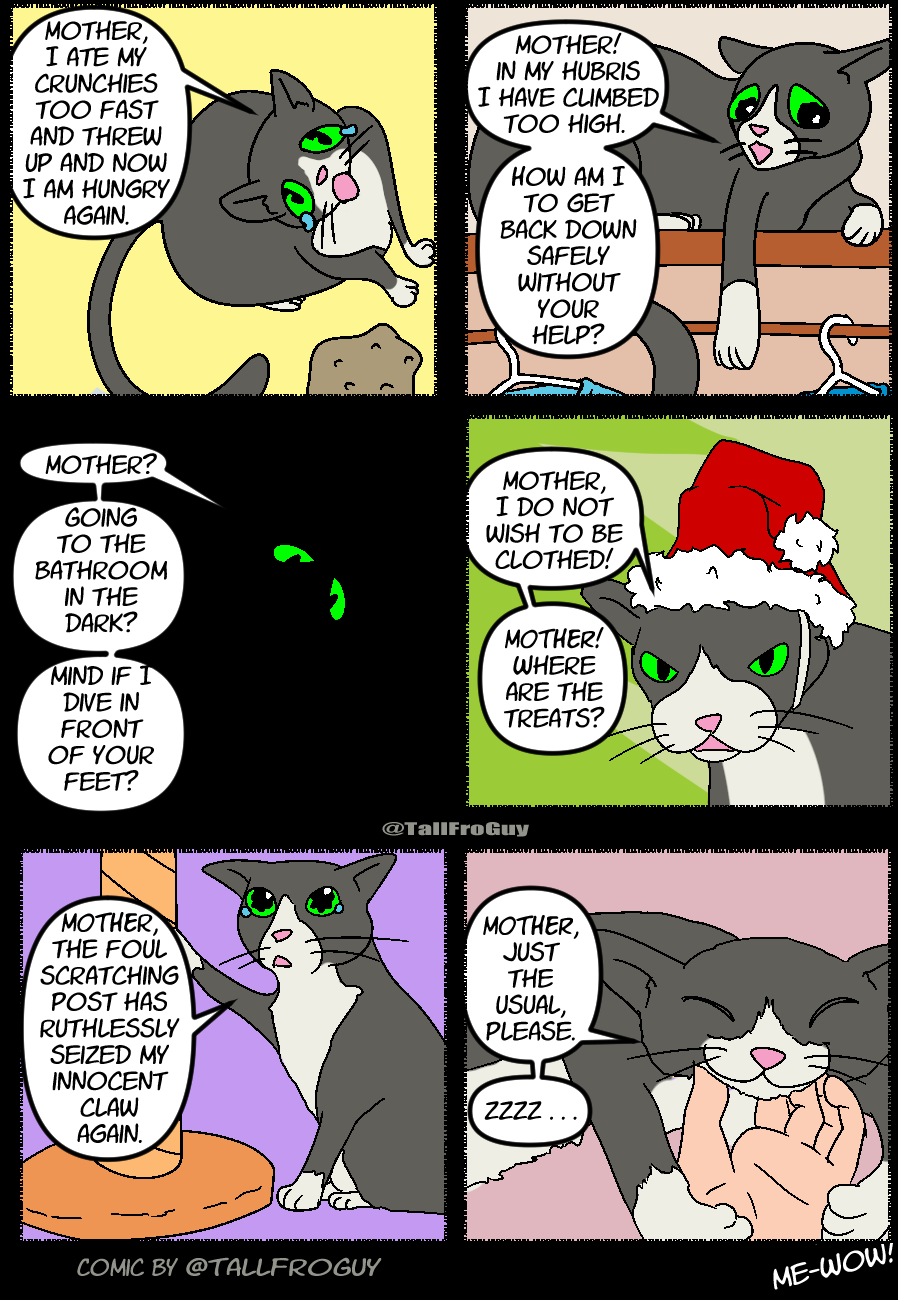 MOTHER,
I ATE MY
CRUNCHIES
TOO FAST
AND THREW
UP AND NOW
I AM HUNGRY
AGAIN.
MOTHER!
IN MY HUBRIS
I HAVE CLIMBED
TOO HIGH.
HOW AM I
TO GET
BACK DOWN
SAFELY
WITHOUT
YOUR
HELP?
MOTHER?
GOING
TO THE
BATHROOM
IN THE
DARK?
MIND IF I
DIVE IN
FRONT
OF YOUR
FEET?
MOTHER,
I DO NOT
WISH TO BE
CLOTHED!
MOTHER!
WHERE
ARE THE
TREATS?
@TallFroGuy
MOTHER,
THE FOUL
SCRATCHING
POST HAS
RUTHLESSLY
SEIZED MY
INNOCENT
CLAW
AGAIN.
MOTHER,
JUST
THE
USUAL,
PLEASE.
ZZZZ...
COMIC BY @TALLFROGUY
ME-WOW!